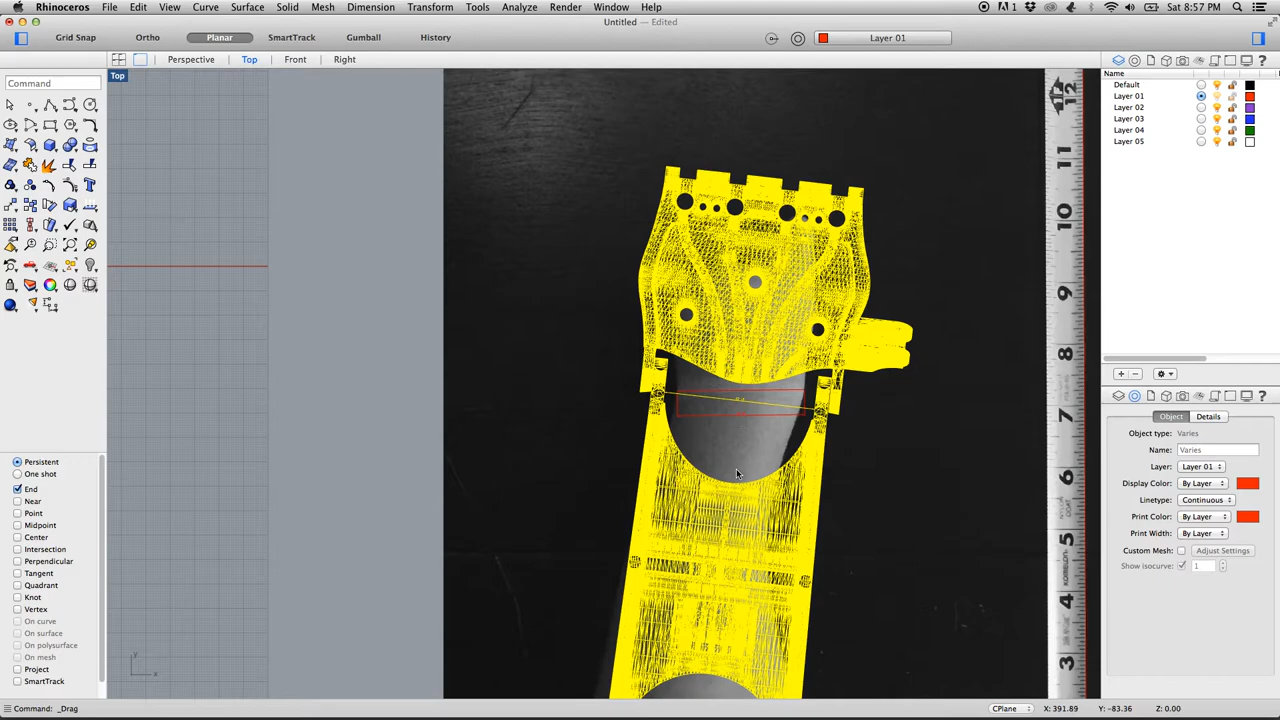 Rhinoceros File Edit View Curve Surface Solid Mesh Dimension Transform Tools Analyze Render Window Help
1 Sat 8:57 PM
Untitled — Edited
Grid Snap Ortho Planar SmartTrack Gumball History Layer 01
Perspective Top Front Right
Top
Command
Name
Default
Layer 01
Layer 02
Layer 03
Layer 04
Layer 05
12
11
10
9
8
7
6
5
4
3
Object Details
Object type: Varies
Name: Varies
Layer: Layer 01
Display Color: By Layer
Linetype: Continuous
Print Color: By Layer
Print Width: By Layer
Custom Mesh Adjust Settings
Show isocurve 1
Persistent
One shot
End
Near
Point
Midpoint
Center
Intersection
Perpendicular
Tangent
Quadrant
Knot
Vertex
On curve
On surface
On polysurface
On mesh
Project
SmartTrack
y
x
Command: _Drag
CPlane X: 391.89 Y: -83.36 Z: 0.00